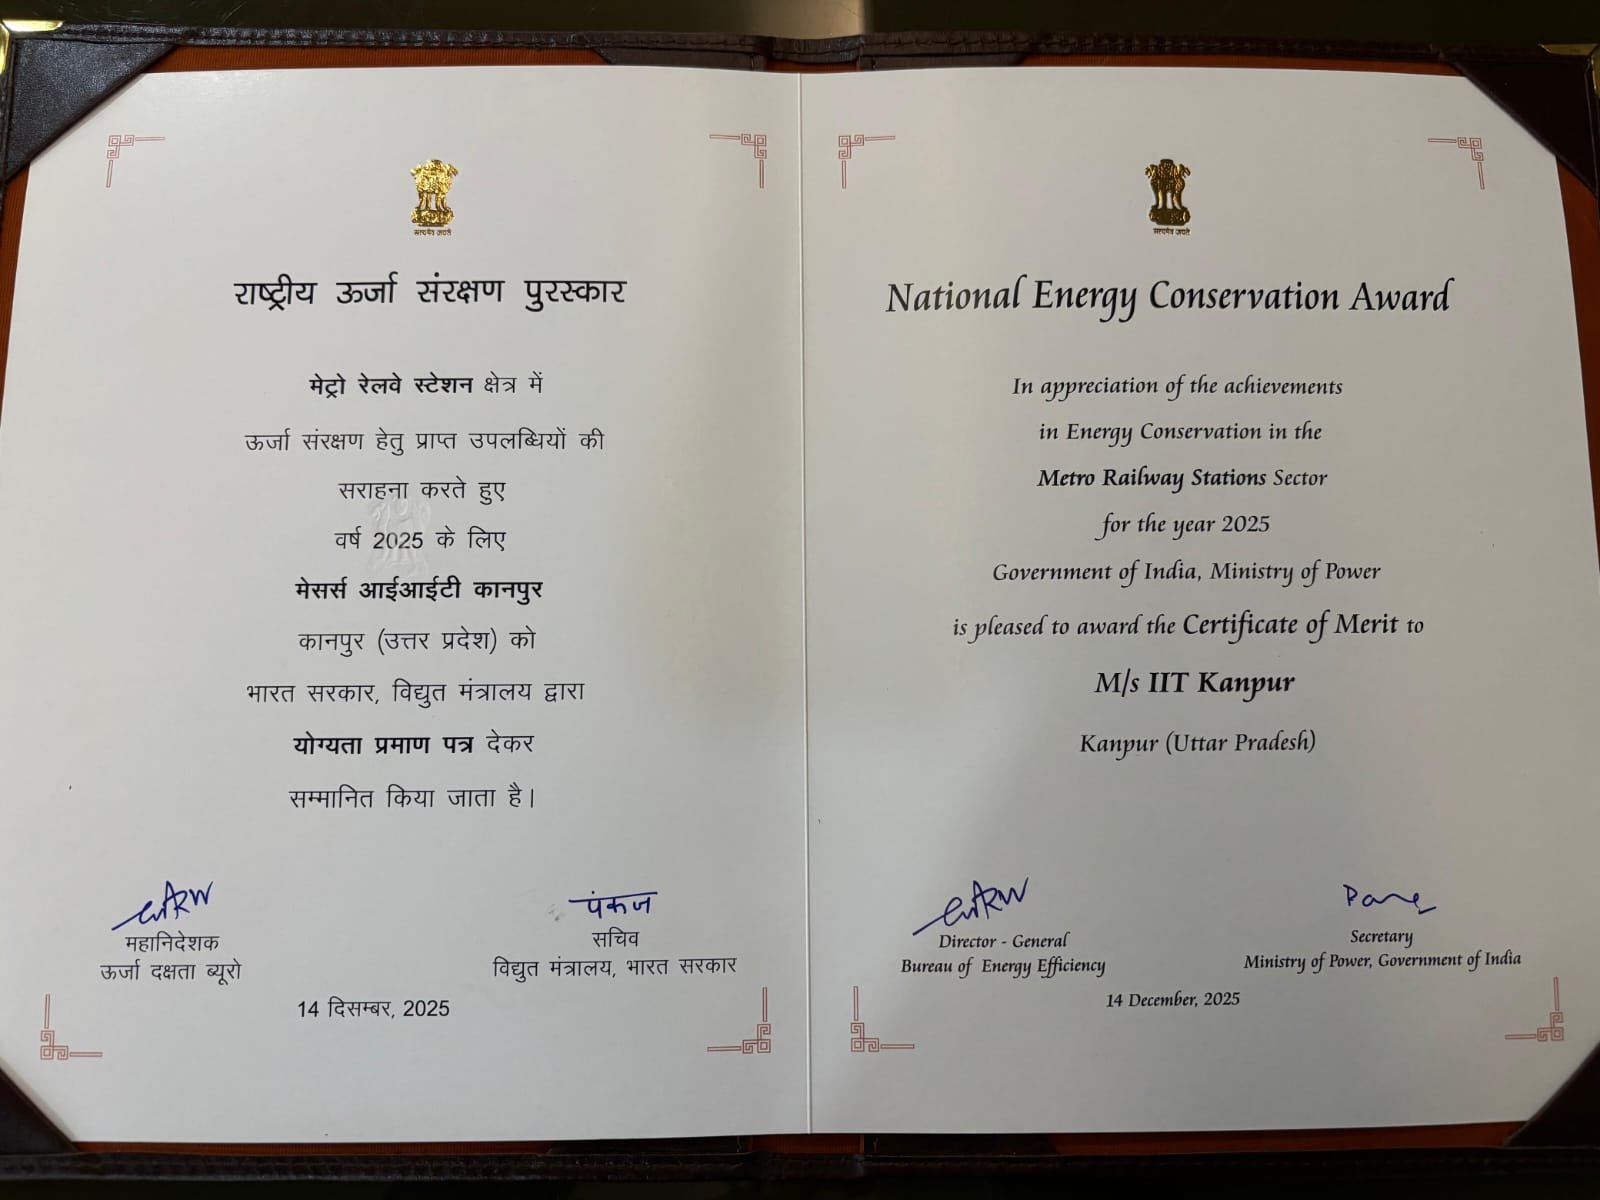 सत्यमेव जयते
राष्ट्रीय ऊर्जा संरक्षण पुरस्कार
मेट्रो रेलवे स्टेशन क्षेत्र में
ऊर्जा संरक्षण हेतु प्राप्त उपलब्धियों की
सराहना करते हुए
वर्ष 2025 के लिए
मेसर्स आईआईटी कानपुर
कानपुर (उत्तर प्रदेश) को
भारत सरकार, विद्युत मंत्रालय द्वारा
योग्यता प्रमाण पत्र देकर
सम्मानित किया जाता है।
महानिदेशक
ऊर्जा दक्षता ब्यूरो
पंकज
सचिव
विद्युत मंत्रालय, भारत सरकार
14 दिसम्बर, 2025
सत्यमेव जयते
National Energy Conservation Award
In appreciation of the achievements
in Energy Conservation in the
Metro Railway Stations Sector
for the year 2025
Government of India, Ministry of Power
is pleased to award the Certificate of Merit to
M/s IIT Kanpur
Kanpur (Uttar Pradesh)
Director - General
Bureau of Energy Efficiency
Secretary
Ministry of Power, Government of India
14 December, 2025